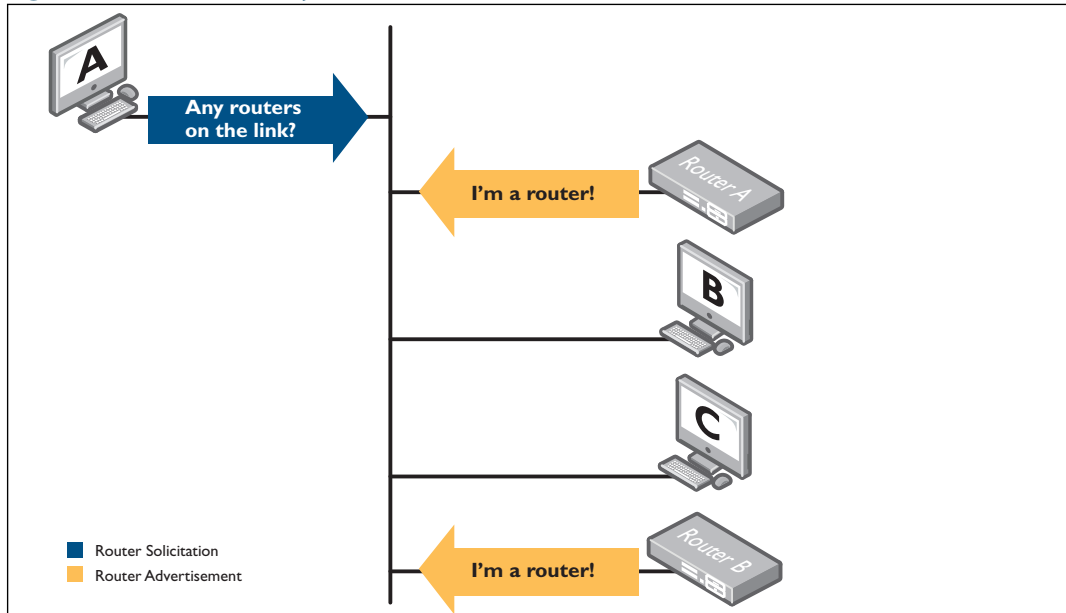 A
Any routers
on the link?
I'm a router!
Router A
B
C
Router Solicitation
Router Advertisement
I'm a router!
Router B